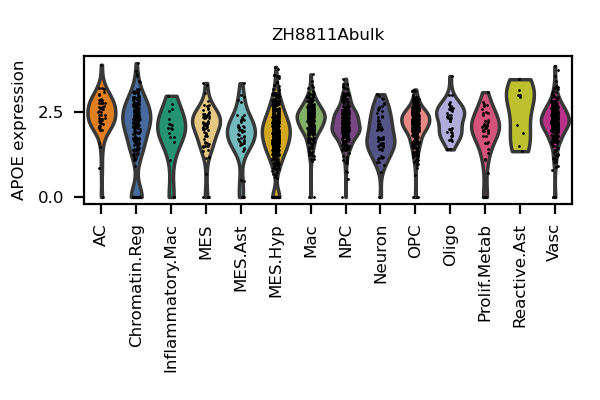 ZH8811Abulk
APOE expression
2.5
0.0
AC
Chromatin.Reg
Inflammatory.Mac
MES
MES.Ast
MES.Hyp
Mac
NPC
Neuron
OPC
Oligo
Prolif.Metab
Reactive.Ast
Vasc